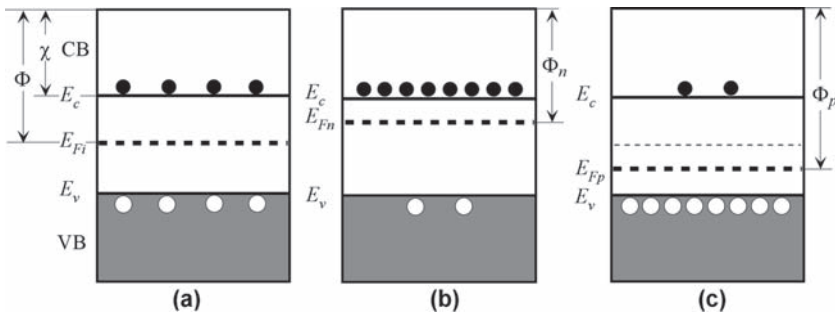 Φ
χ
CB
E_c
E_Fi
E_v
VB
(a)
E_c
E_Fn
E_v
Φ_n
(b)
E_c
E_Fp
E_v
Φ_p
(c)